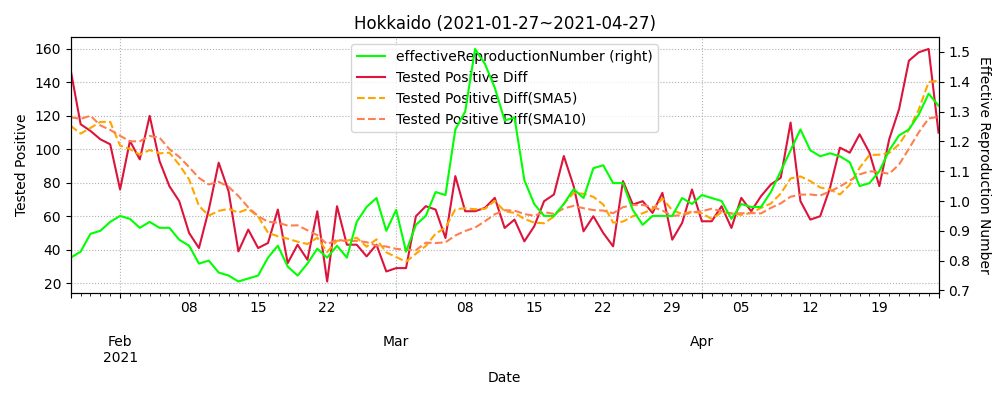 Hokkaido (2021-01-27~2021-04-27)
effectiveReproductionNumber (right)
Tested Positive Diff
Tested Positive Diff(SMA5)
Tested Positive Diff(SMA10)
Tested Positive
160
140
120
100
80
60
40
20
1.5
1.4
1.3
1.2
1.1
1.0
0.9
0.8
0.7
Effective Reproduction Number
08 15 22 08 15 22 29 05 12 19
Feb Mar Apr
2021
Date